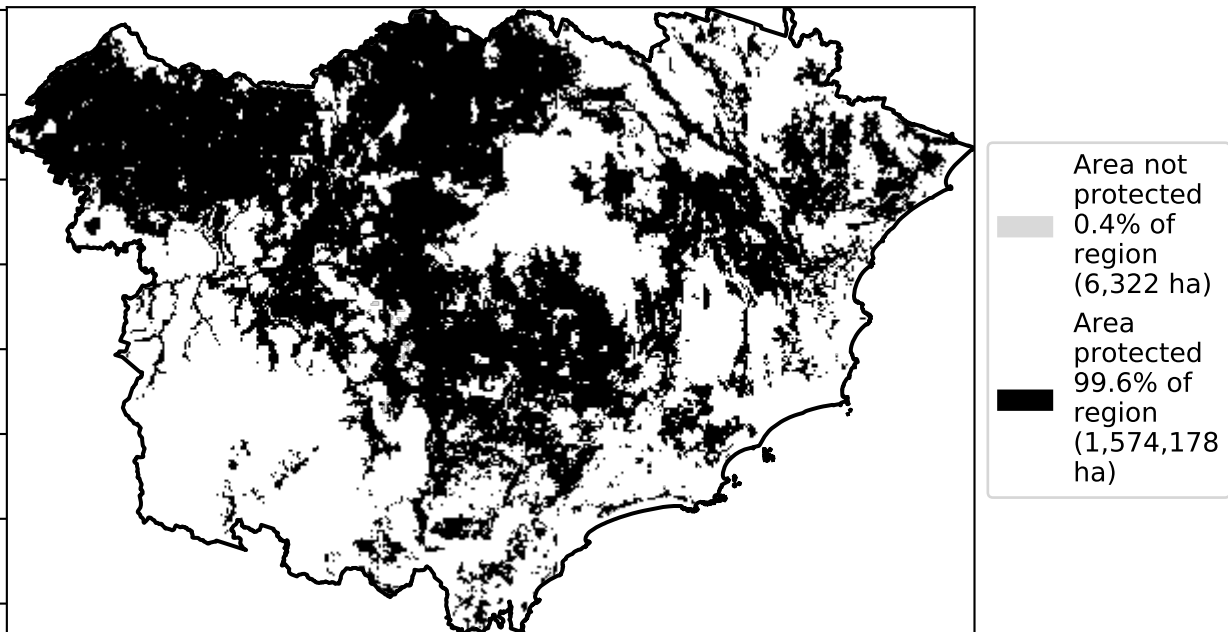 Area not
protected
0.4% of
region
(6,322 ha)
Area
protected
99.6% of
region
(1,574,178
ha)